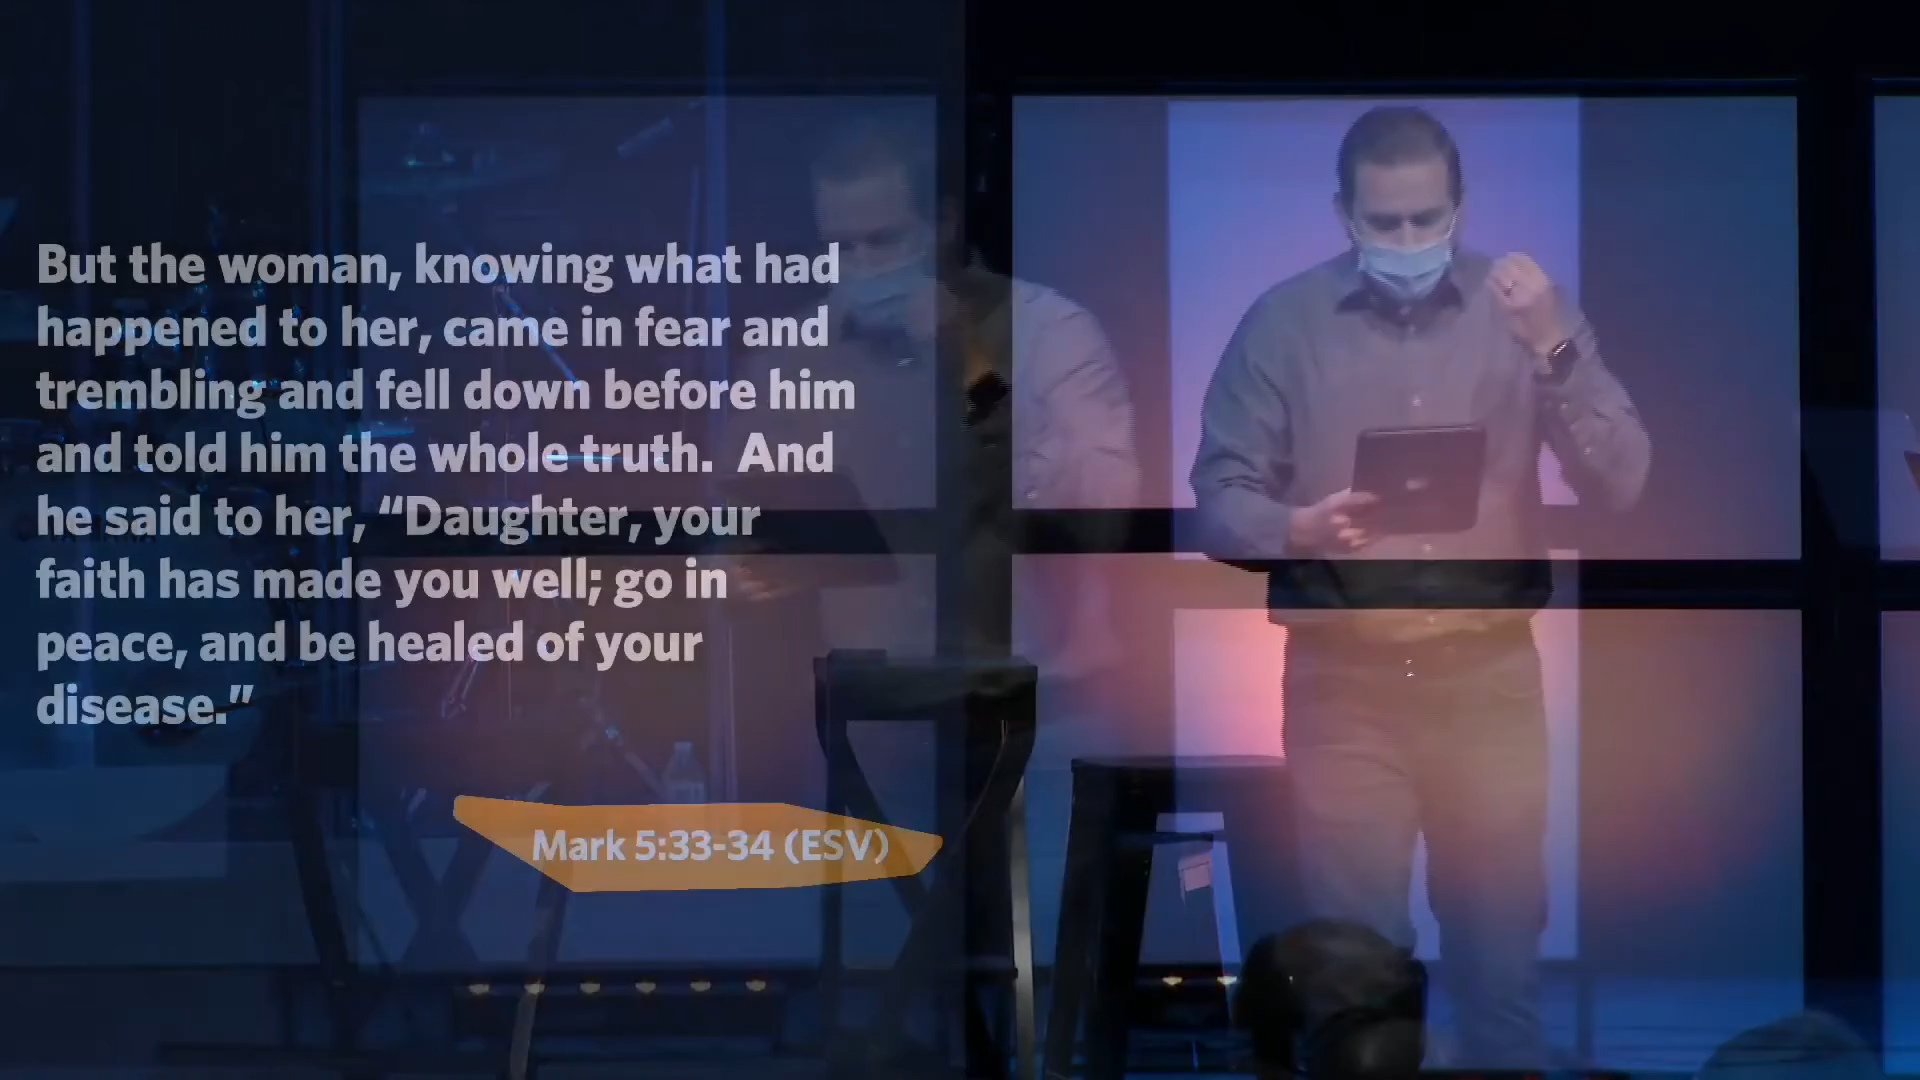 But the woman, knowing what had
happened to her, came in fear and
trembling and fell down before him
and told him the whole truth.  And
he said to her, “Daughter, your
faith has made you well; go in
peace, and be healed of your
disease.”
Mark 5:33-34 (ESV)